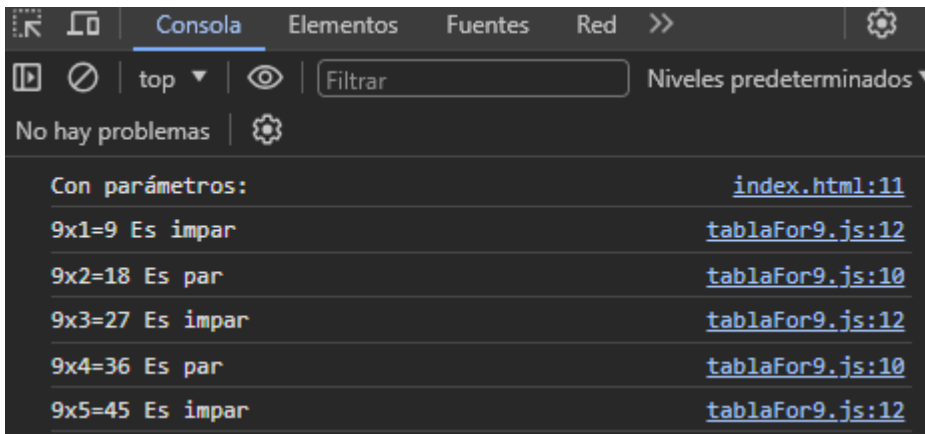 Consola Elementos Fuentes Red
top Filtrar Niveles predeterminados
No hay problemas
Con parámetros: index.html:11
9x1=9 Es impar tablaFor9.js:12
9x2=18 Es par tablaFor9.js:10
9x3=27 Es impar tablaFor9.js:12
9x4=36 Es par tablaFor9.js:10
9x5=45 Es impar tablaFor9.js:12